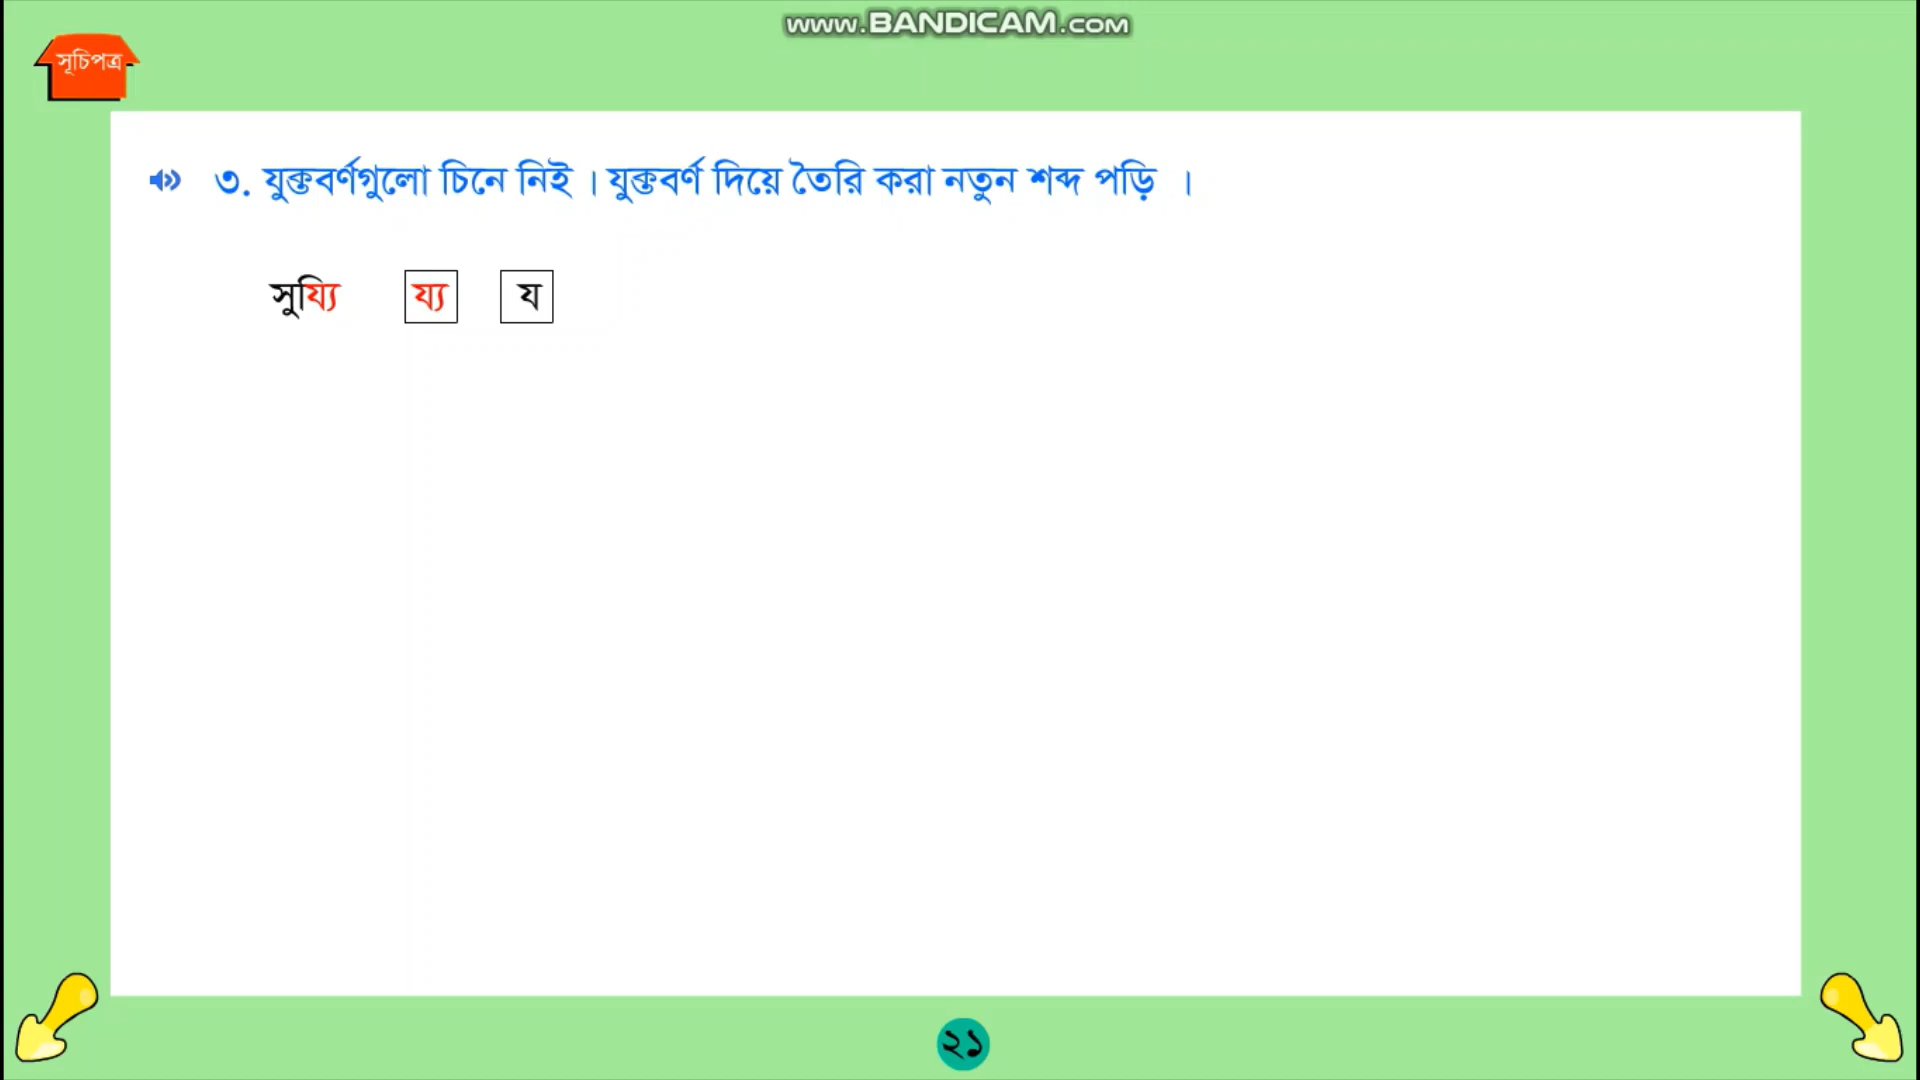 www.BANDICAM.com
সূচিপত্র
৩. যুক্তবর্ণগুলো চিনে নিই । যুক্তবর্ণ দিয়ে তৈরি করা নতুন শব্দ পড়ি ।
সুয্যি য্য য
২১